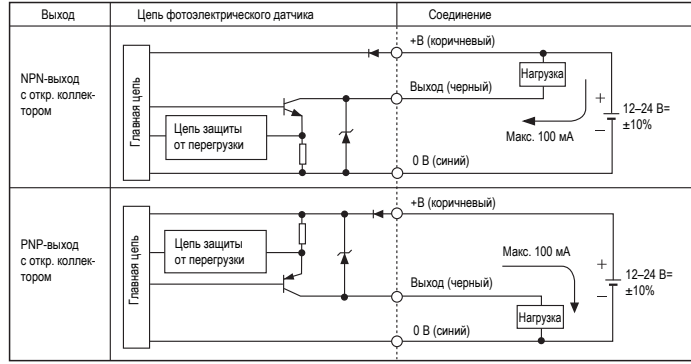 Выход
Цепь фотоэлектрического датчика
Соединение
NPN-выход
с откр. коллек-
тором
Главная цепь
Цепь защиты
от перегрузки
+В (коричневый)
Нагрузка
Выход (черный)
Макс. 100 мА
+
−
12–24 В=
±10%
0 В (синий)
PNP-выход
с откр. коллек-
тором
Главная цепь
Цепь защиты
от перегрузки
+В (коричневый)
Макс. 100 мА
+
−
12–24 В=
±10%
Выход (черный)
Нагрузка
0 В (синий)